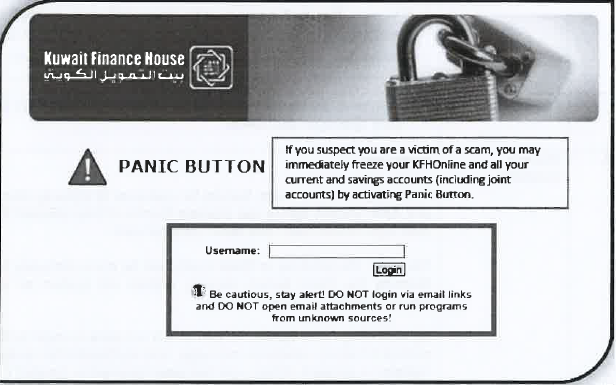 Kuwait Finance House
بيت التمويل الكويتي
PANIC BUTTON
If you suspect you are a victim of a scam, you may
immediately freeze your KFHOnline and all your
current and savings accounts (including joint
accounts) by activating Panic Button.
Username:
Login
Be cautious, stay alert! DO NOT login via email links
and DO NOT open email attachments or run programs
from unknown sources!